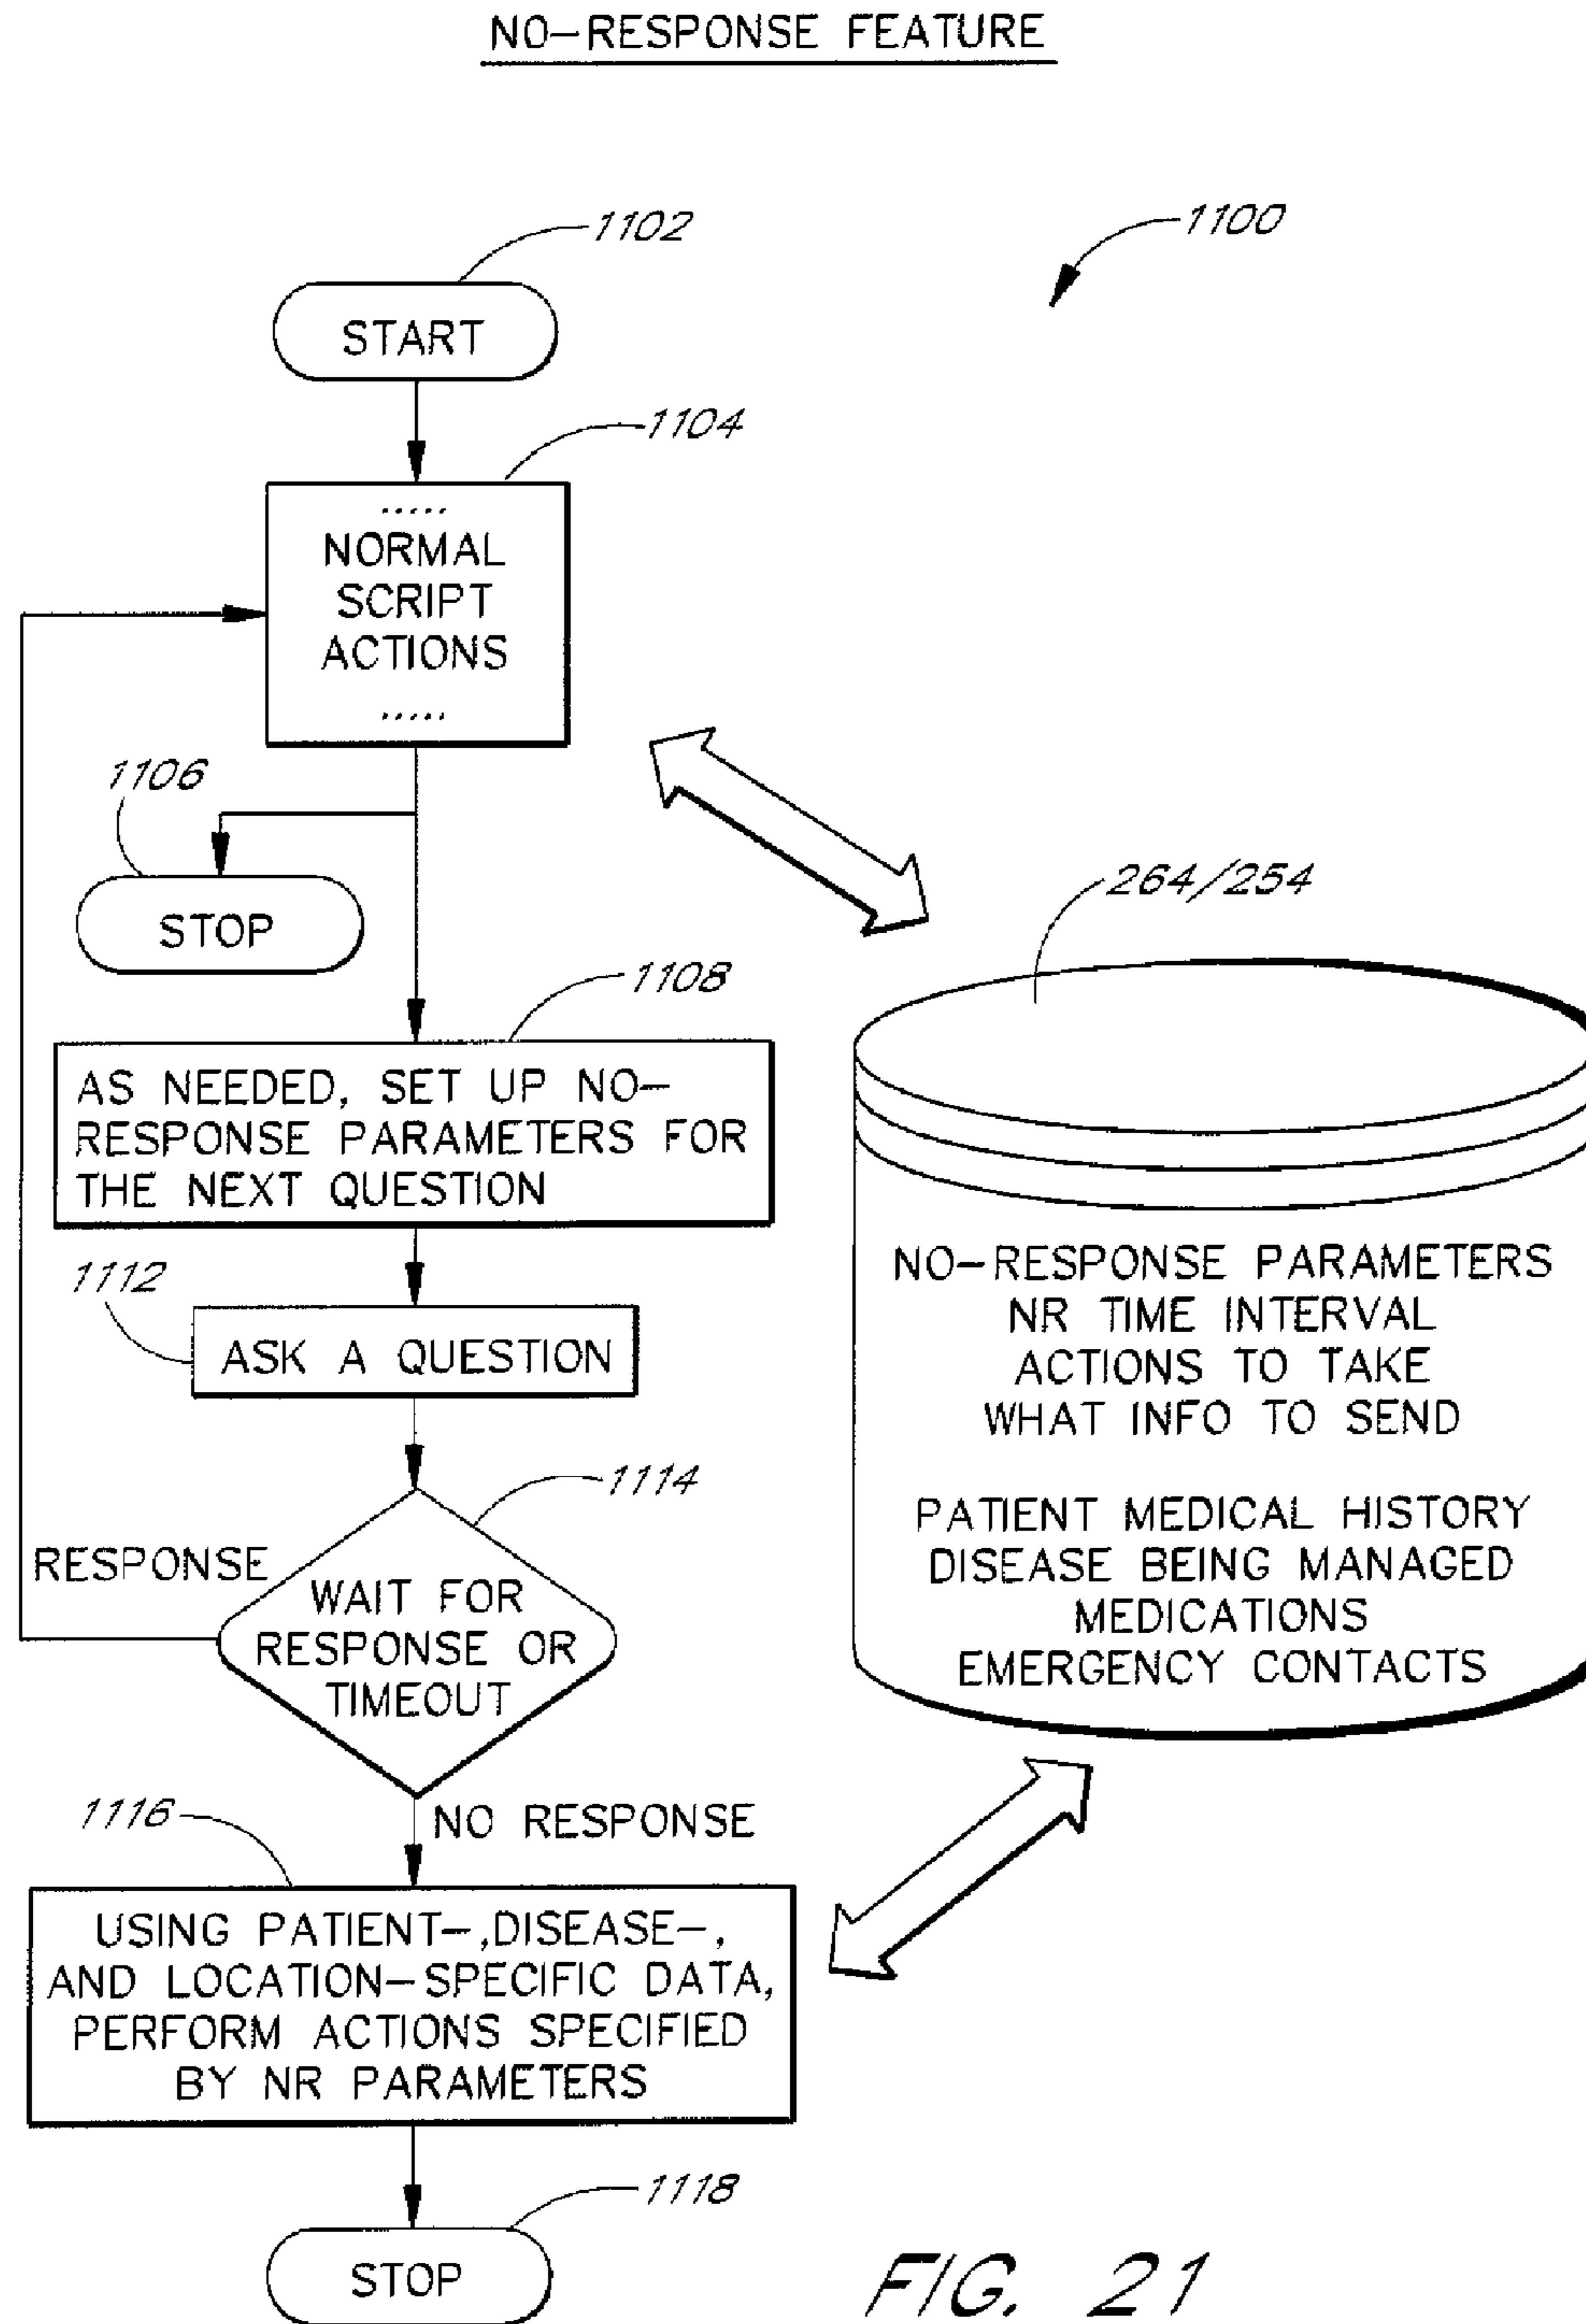 NO-RESPONSE FEATURE
1102
1100
START
1104
.....
NORMAL
SCRIPT
ACTIONS
.....
1106
STOP
264/254
1108
AS NEEDED, SET UP NO-
RESPONSE PARAMETERS FOR
THE NEXT QUESTION
1112
ASK A QUESTION
NO-RESPONSE PARAMETERS
NR TIME INTERVAL
ACTIONS TO TAKE
WHAT INFO TO SEND
PATIENT MEDICAL HISTORY
DISEASE BEING MANAGED
MEDICATIONS
EMERGENCY CONTACTS
1114
RESPONSE
WAIT FOR
RESPONSE OR
TIMEOUT
NO RESPONSE
1116
USING PATIENT-,DISEASE-,
AND LOCATION-SPECIFIC DATA,
PERFORM ACTIONS SPECIFIED
BY NR PARAMETERS
1118
STOP
FIG. 21